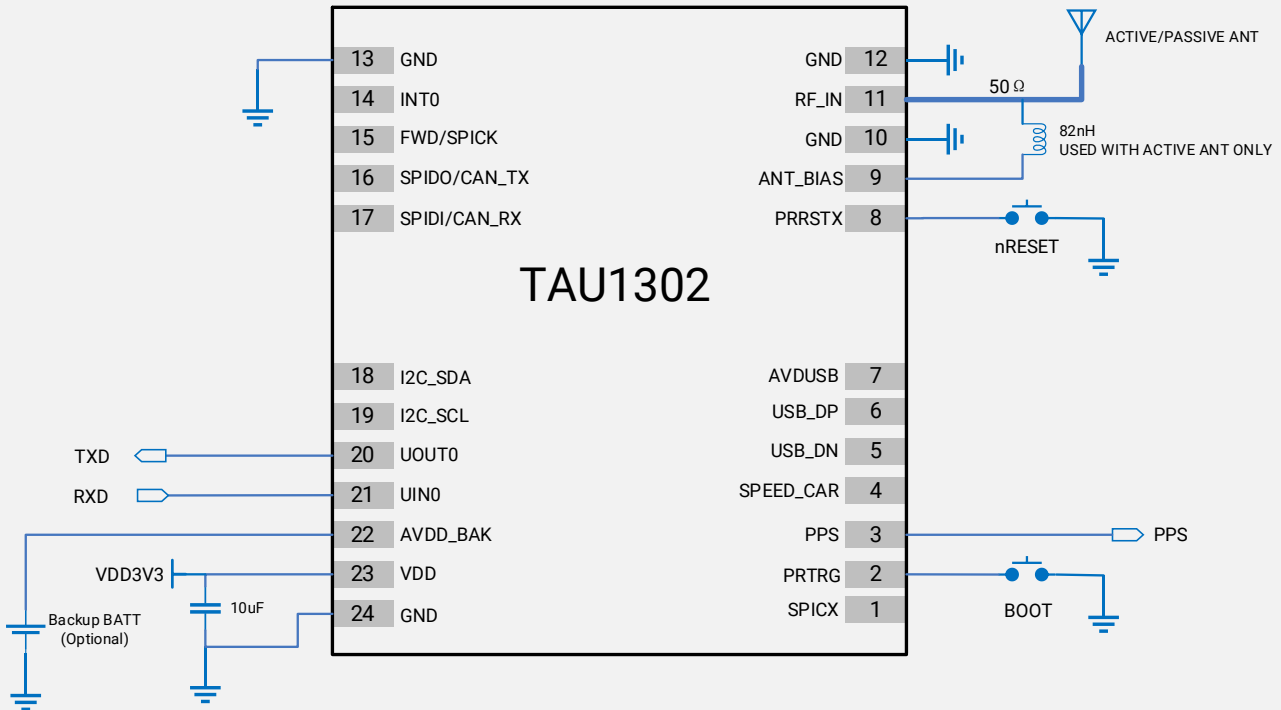 ACTIVE/PASSIVE ANT
13 GND
GND 12
14 INT0
RF_IN 11
50 Ω
15 FWD/SPICK
GND 10
82nH
USED WITH ACTIVE ANT ONLY
16 SPIDO/CAN_TX
ANT_BIAS 9
17 SPIDI/CAN_RX
PRRSTX 8
nRESET
TAU1302
18 I2C_SDA
AVDUSB 7
19 I2C_SCL
USB_DP 6
TXD
20 UOUT0
USB_DN 5
RXD
21 UIN0
SPEED_CAR 4
22 AVDD_BAK
PPS 3
PPS
VDD3V3
23 VDD
PRTRG 2
BOOT
10uF
24 GND
SPICX 1
Backup BATT
(Optional)